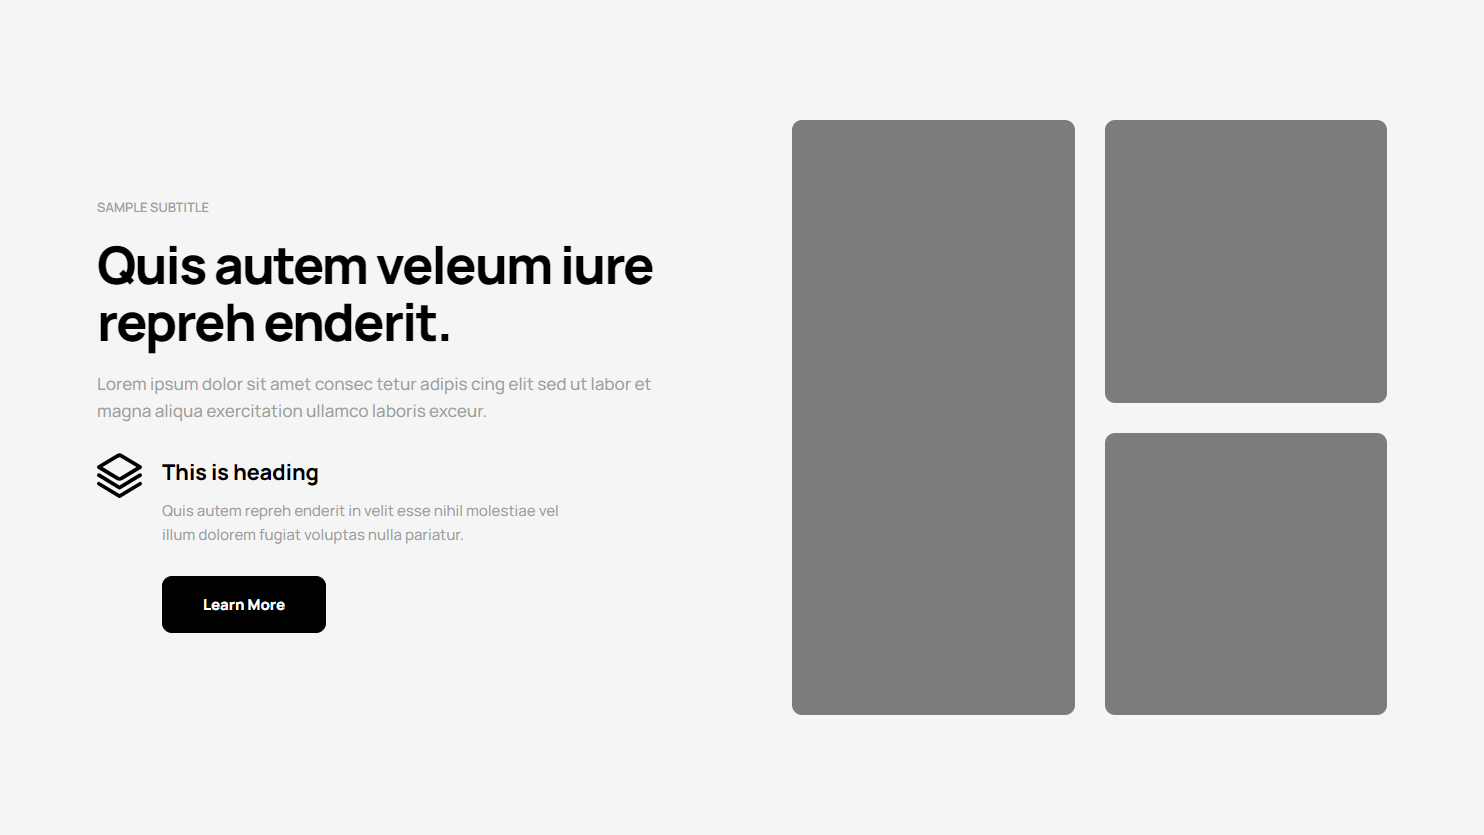 SAMPLE SUBTITLE
Quis autem veleum iure
repreh enderit.
Lorem ipsum dolor sit amet consec tetur adipis cing elit sed ut labor et
magna aliqua exercitation ullamco laboris exceur.
This is heading
Quis autem repreh enderit in velit esse nihil molestiae vel
illum dolorem fugiat voluptas nulla pariatur.
Learn More